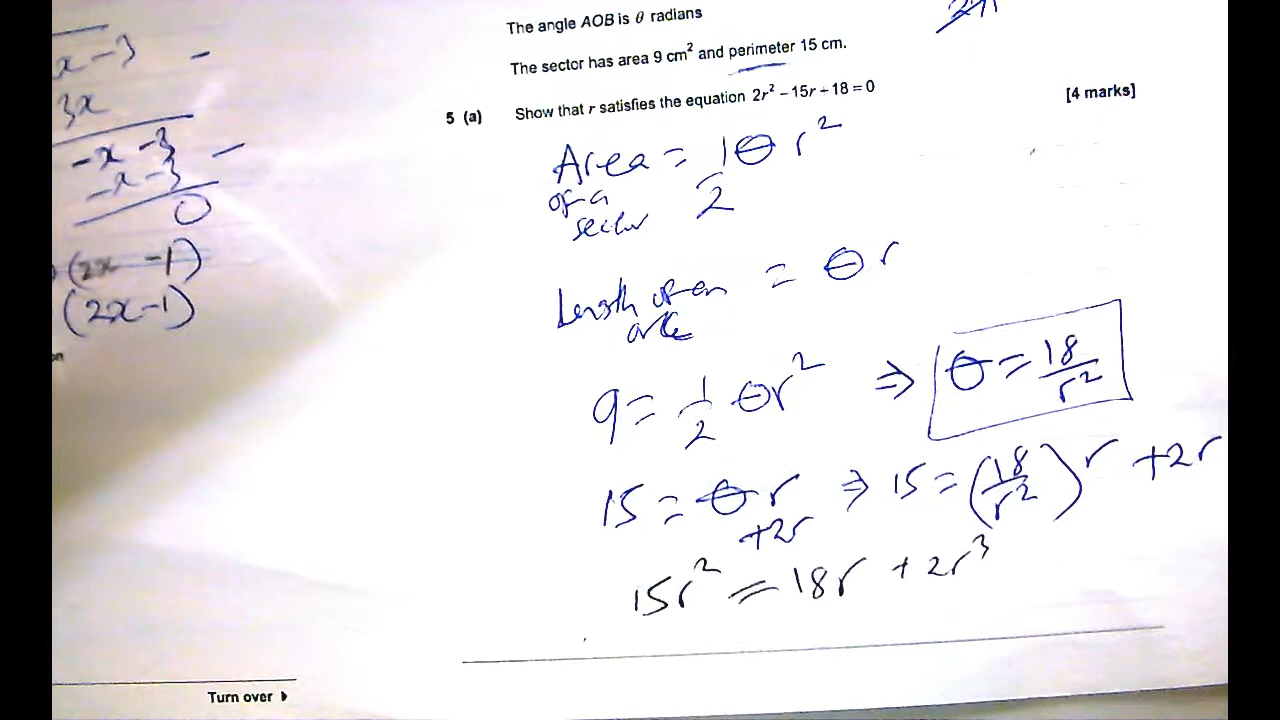 x - 3 -
3x
-x - 3 -
-x - 3
0
(2x - 1)
(2x - 1)
Turn over
The angle AOB is θ radians
The sector has area 9 cm² and perimeter 15 cm.
5 (a) Show that r satisfies the equation 2r² − 15r + 18 = 0
[4 marks]
Area of a sector = 1/2 θ r²
Length of an arc = θ r
9 = 1/2 θr² ⇒ θ = 18/r²
15 = θ r + 2r ⇒ 15 = (18/r²) r + 2r
15r² = 18r + 2r³